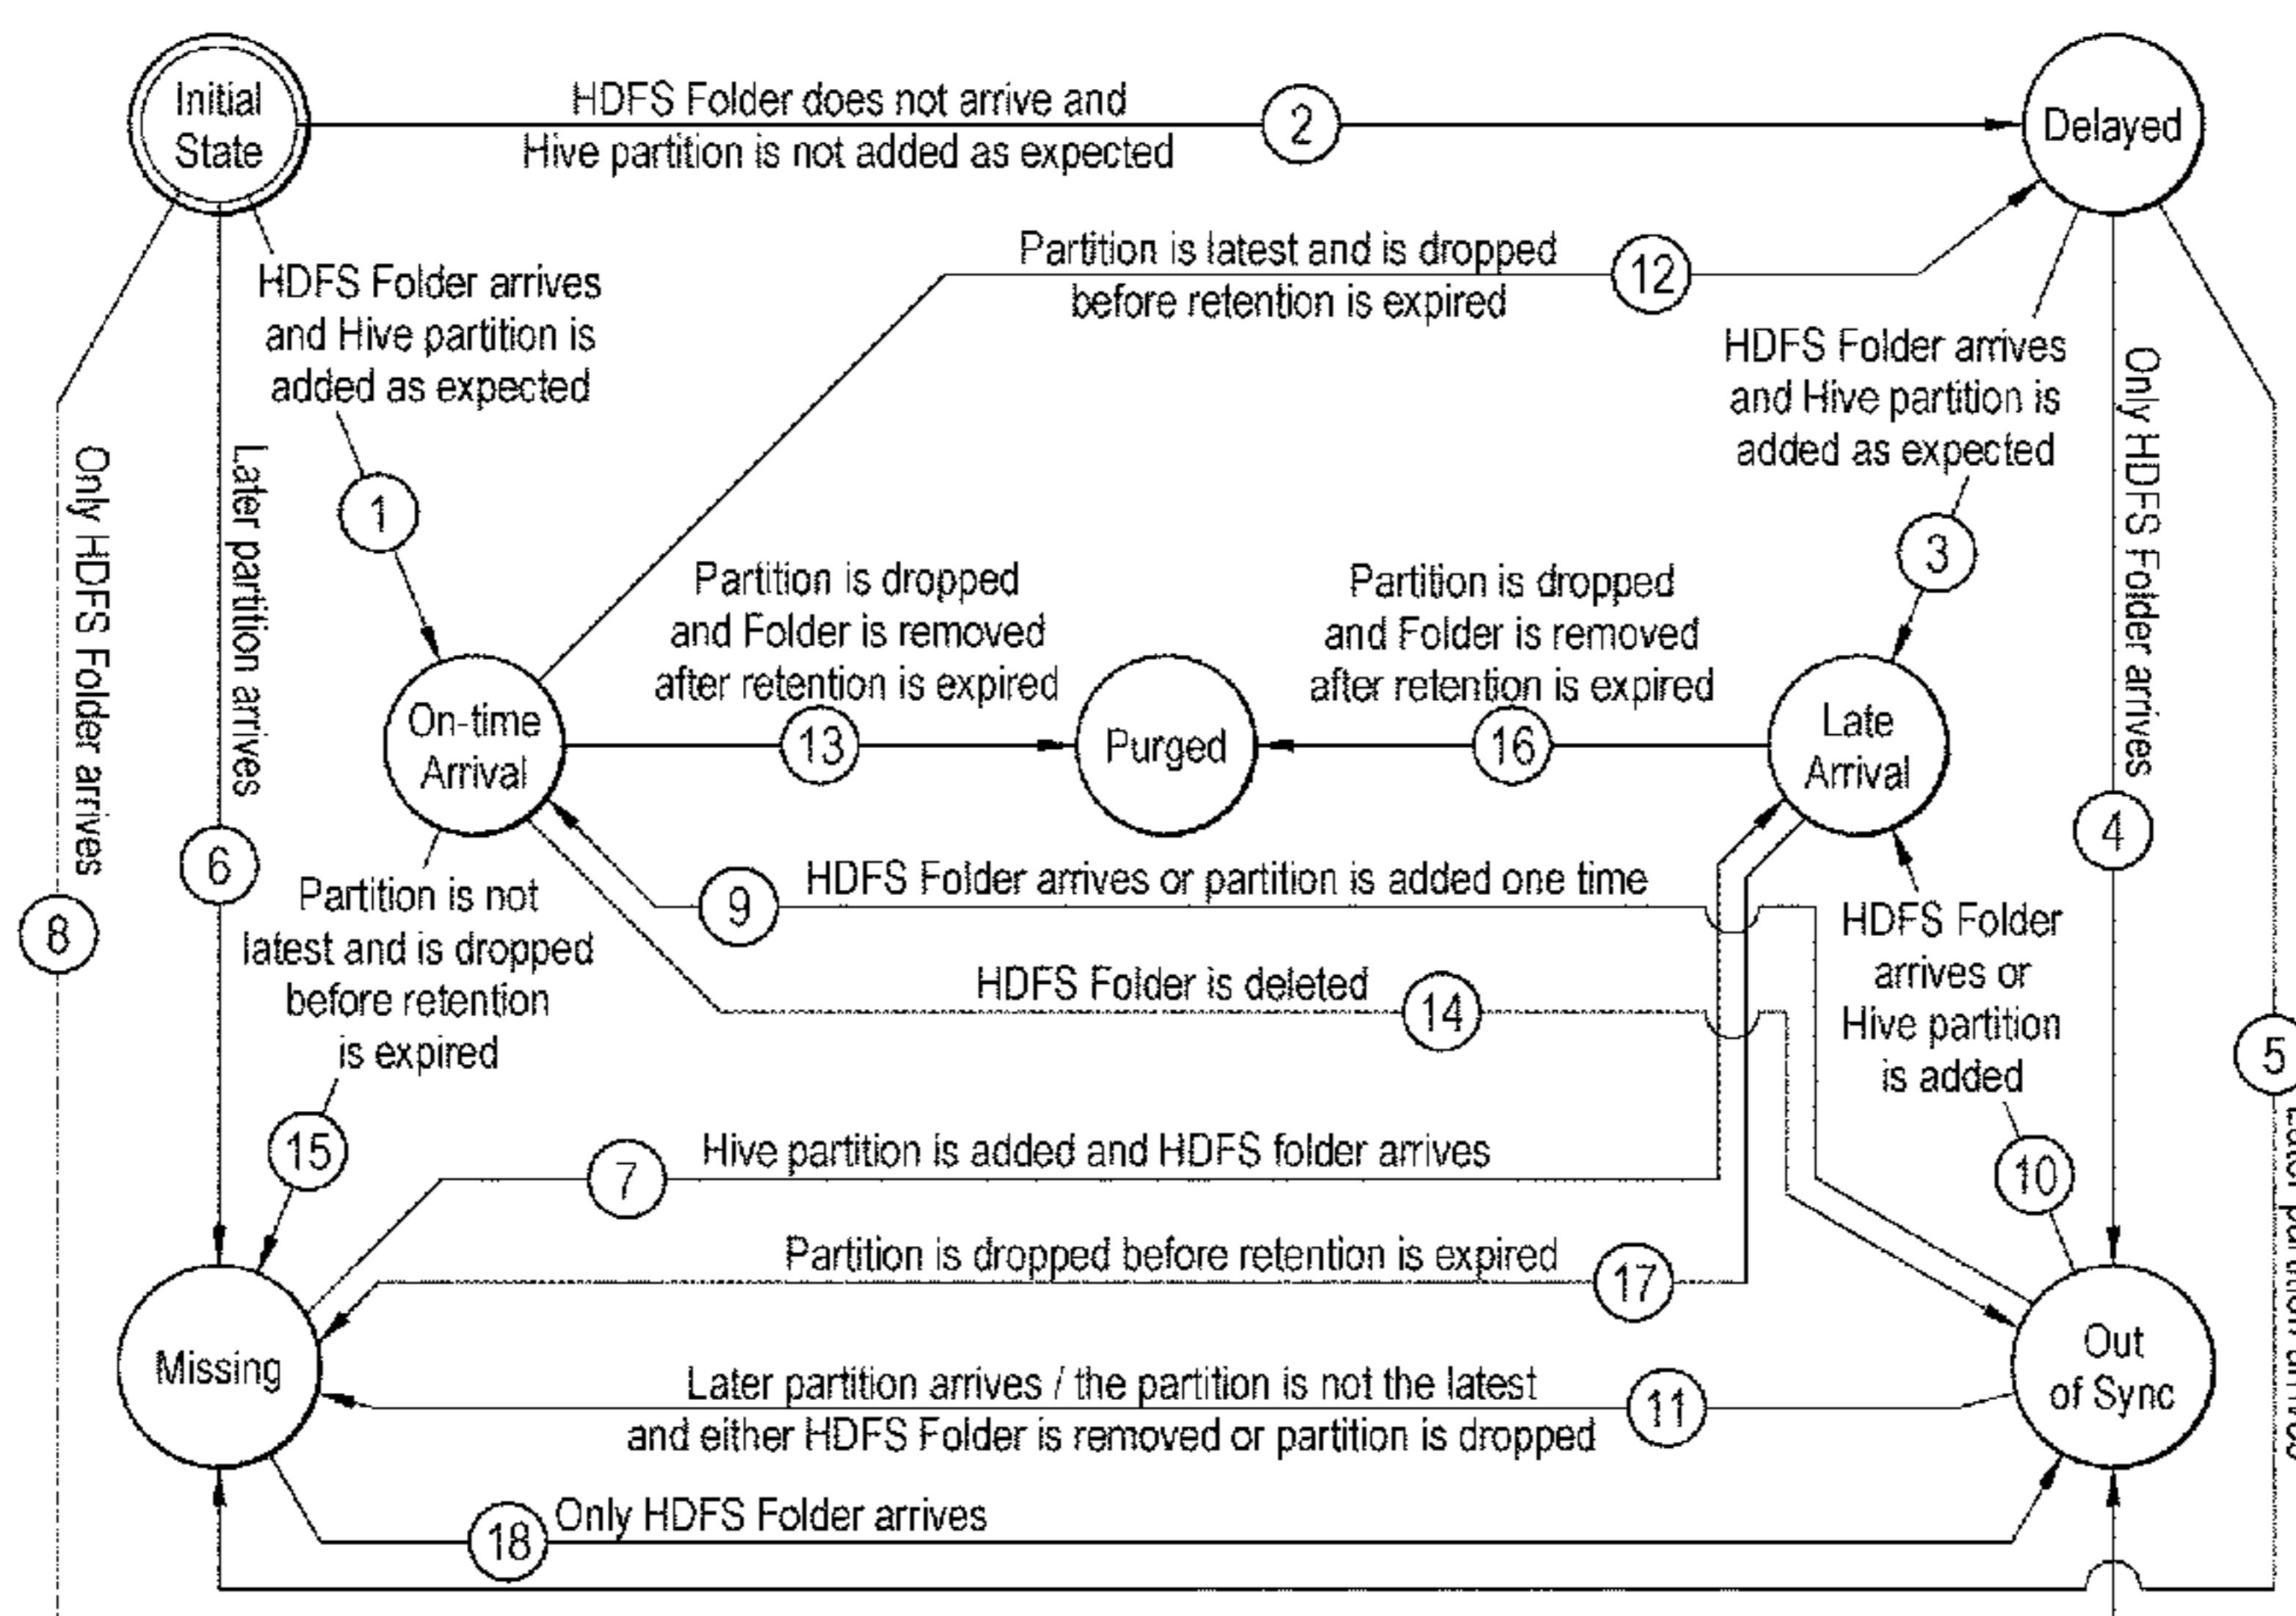 Initial
State
HDFS Folder does not arrive and
Hive partition is not added as expected
2
Delayed
HDFS Folder arrives
and Hive partition is
added as expected
1
Partition is latest and is dropped
before retention is expired
12
HDFS Folder arrives
and Hive partition is
added as expected
3
Only HDFS Folder arrives
8
Later partition arrives
6
Only HDFS Folder arrives
4
Later partition arrives
5
On-time
Arrival
Partition is dropped
and Folder is removed
after retention is expired
13
Purged
Partition is dropped
and Folder is removed
after retention is expired
16
Late
Arrival
Partition is not
latest and is dropped
before retention
is expired
15
9
HDFS Folder arrives or partition is added one time
HDFS Folder is deleted
14
HDFS Folder
arrives or
Hive partition
is added
10
7
Hive partition is added and HDFS folder arrives
Partition is dropped before retention is expired
17
Missing
Later partition arrives / the partition is not the latest
and either HDFS Folder is removed or partition is dropped
11
Out
of Sync
18
Only HDFS Folder arrives